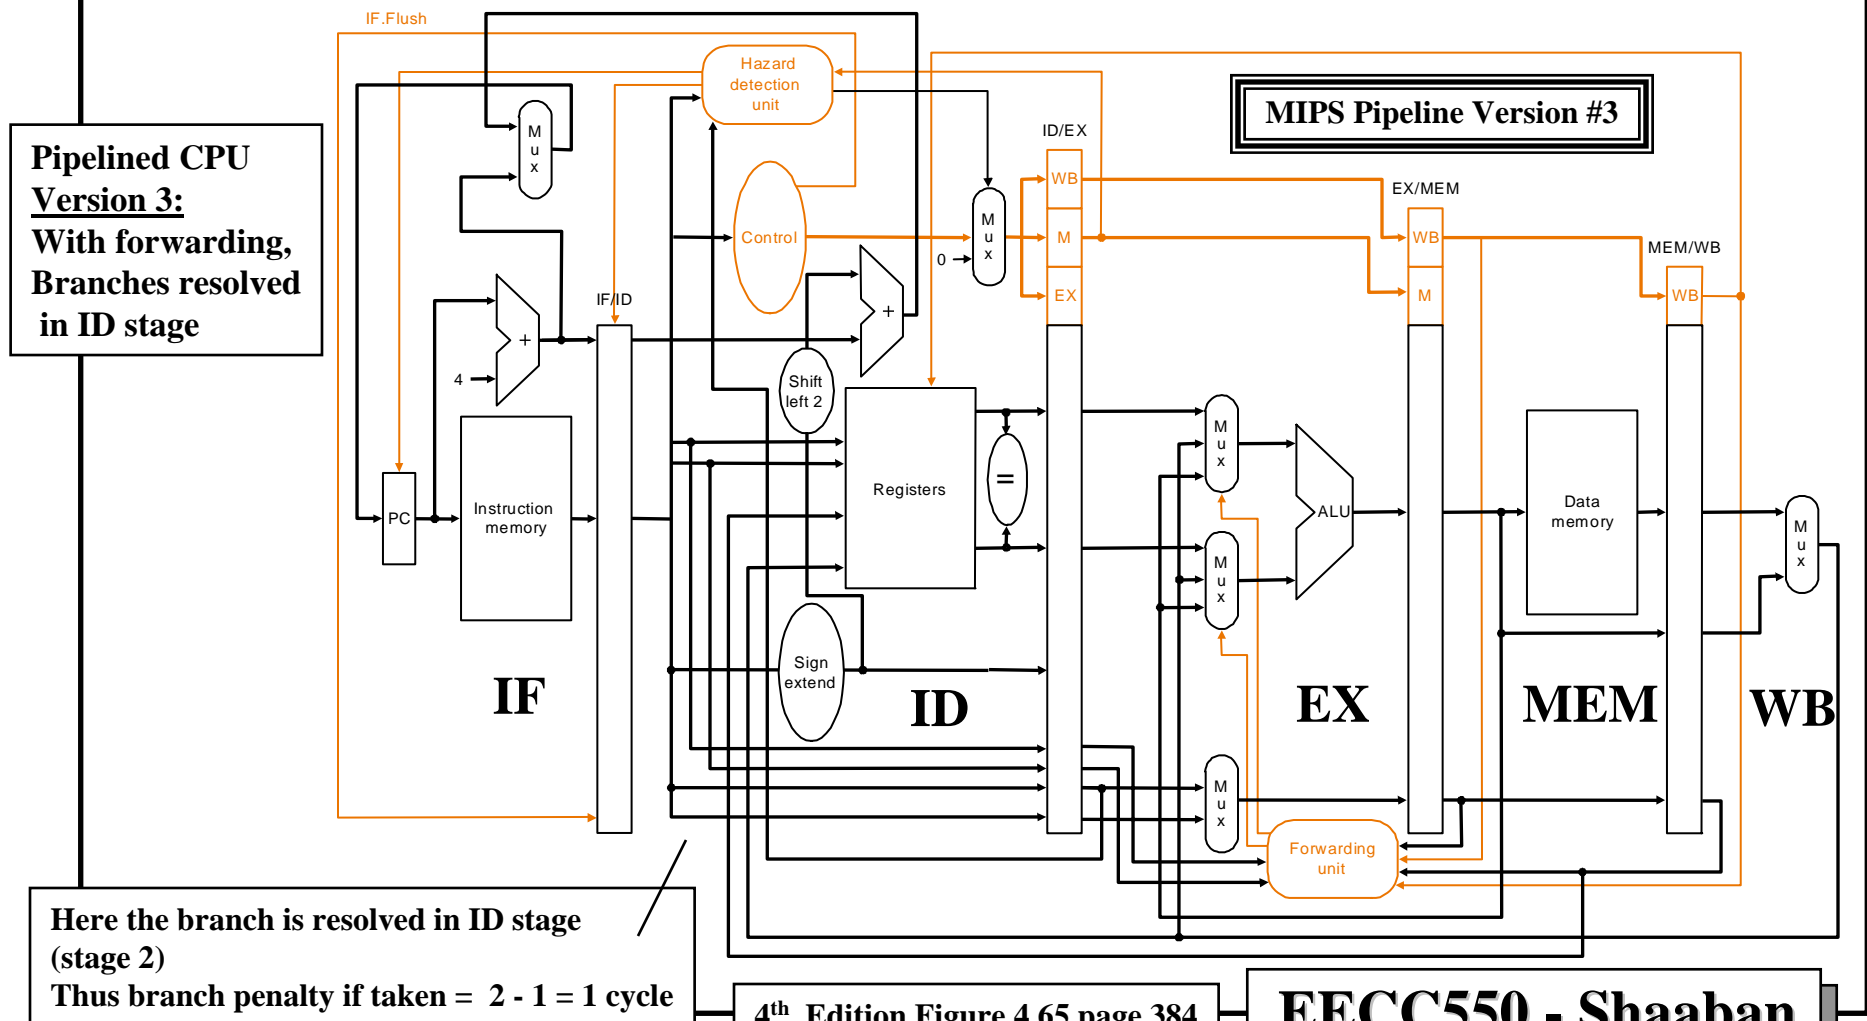 IF.Flush
Hazard
detection
unit
MIPS Pipeline Version #3
Pipelined CPU
Version 3:
With forwarding,
Branches resolved
in ID stage
M
u
x
ID/EX
WB
M
EX
EX/MEM
WB
M
MEM/WB
WB
Control
M
u
x
0
IF/ID
+
4
+
Shift
left 2
PC
Instruction
memory
Registers
=
M
u
x
M
u
x
ALU
Data
memory
M
u
x
Sign
extend
IF
ID
EX
MEM
WB
M
u
x
Forwarding
unit
Here the branch is resolved in ID stage
(stage 2)
Thus branch penalty if taken = 2 - 1 = 1 cycle
4th Edition Figure 4.65 page 384
EECC550 - Shaaban